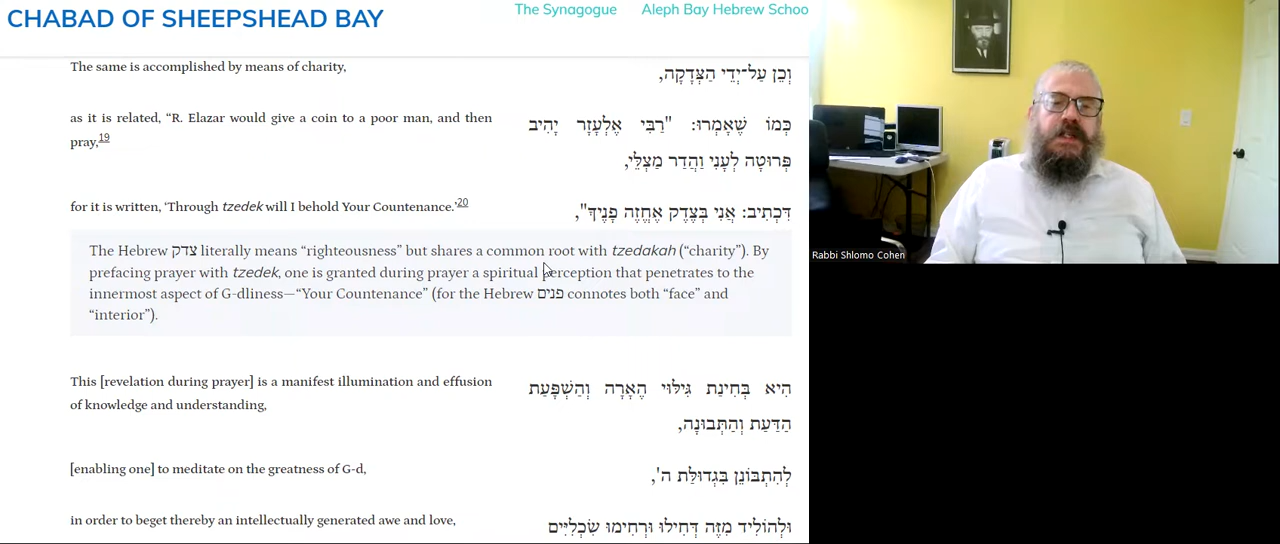 CHABAD OF SHEEPSHEAD BAY
The Synagogue
Aleph Bay Hebrew Schoo
The same is accomplished by means of charity,
וְכֵן עַל־יְדֵי הַצְּדָקָה,
as it is related, “R. Elazar would give a coin to a poor man, and then
pray,19
כְּמוֹ שֶׁאָמְרוּ: "רַבִּי אֶלְעָזָר יָהִיב
פְּרוּטָה לְעָנִי וַהֲדַר מַצְלֵּי,
for it is written, ‘Through tzedek will I behold Your Countenance.’20
דִּכְתִיב: אֲנִי בְּצֶדֶק אֶחֱזֶה פָנֶיךָ",
The Hebrew צדק literally means “righteousness” but shares a common root with tzedakah (“charity”). By
prefacing prayer with tzedek, one is granted during prayer a spiritual perception that penetrates to the
innermost aspect of G-dliness—“Your Countenance” (for the Hebrew פנים connotes both “face” and
“interior”).
This [revelation during prayer] is a manifest illumination and effusion
of knowledge and understanding,
הִיא בְּחִינַת גִּילּוּי הֶאָרָה וְהַשְׁפָּעַת
הַדַּעַת וְהַתְּבוּנָה,
[enabling one] to meditate on the greatness of G-d,
לְהִתְבּוֹנֵן בִּגְדוּלַּת ה',
in order to beget thereby an intellectually generated awe and love,
וּלְהוֹלִיד מִזֶּה דְּחִילוּ וּרְחִימוּ שִׂכְלִיִּים
Rabbi Shlomo Cohen